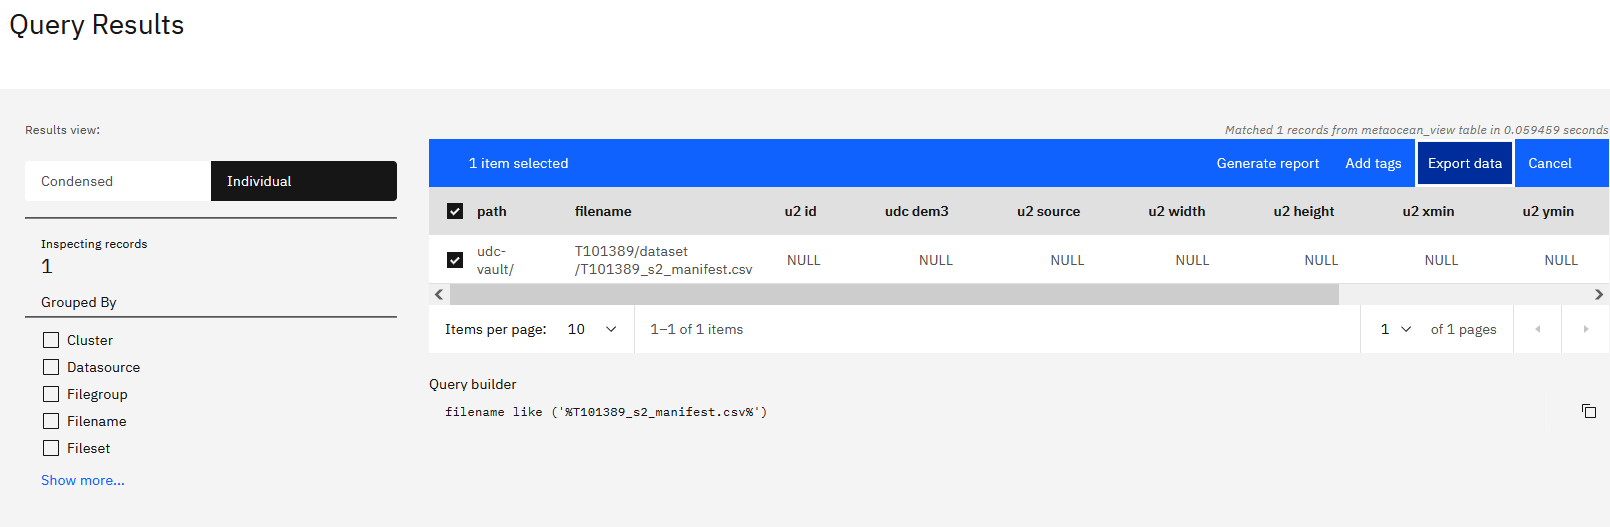 Query Results
Results view:
Condensed
Individual
Inspecting records
1
Grouped By
Cluster
Datasource
Filegroup
Filename
Fileset
Show more...
Matched 1 records from metaocean_view table in 0.059459 seconds
1 item selected Generate report Add tags Export data Cancel
path filename u2 id udc dem3 u2 source u2 width u2 height u2 xmin u2 ymin
udc-vault/ T101389/dataset NULL NULL NULL NULL NULL NULL NULL
/T101389_s2_manifest.csv
Items per page: 10 1–1 of 1 items 1 of 1 pages
Query builder
filename like ('%T101389_s2_manifest.csv%')